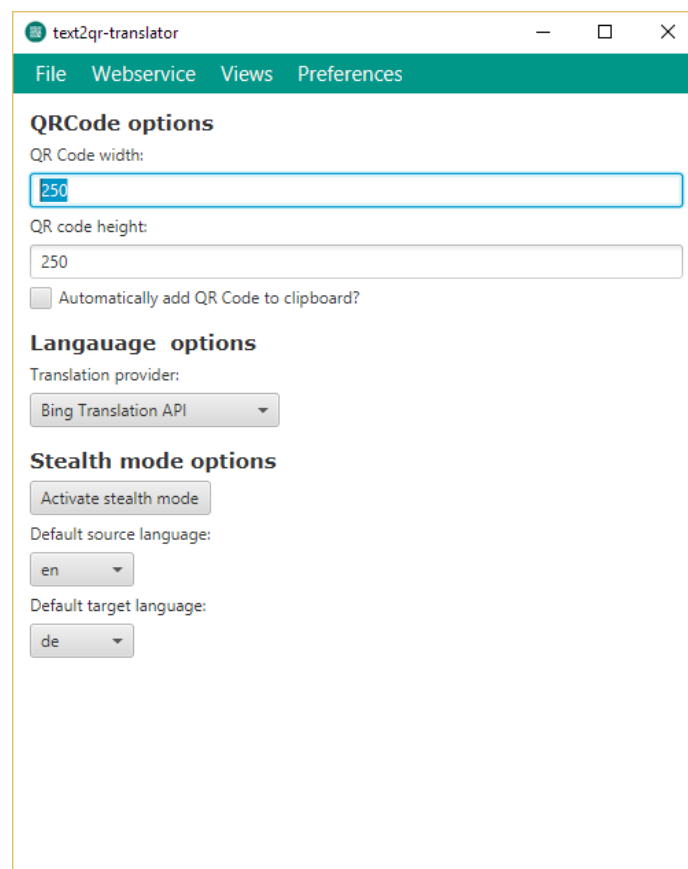 text2qr-translator
File Webservice Views Preferences
QRCode options
QR Code width:
250
QR code height:
250
Automatically add QR Code to clipboard?
Langauage  options
Translation provider:
Bing Translation API
Stealth mode options
Activate stealth mode
Default source language:
en
Default target language:
de